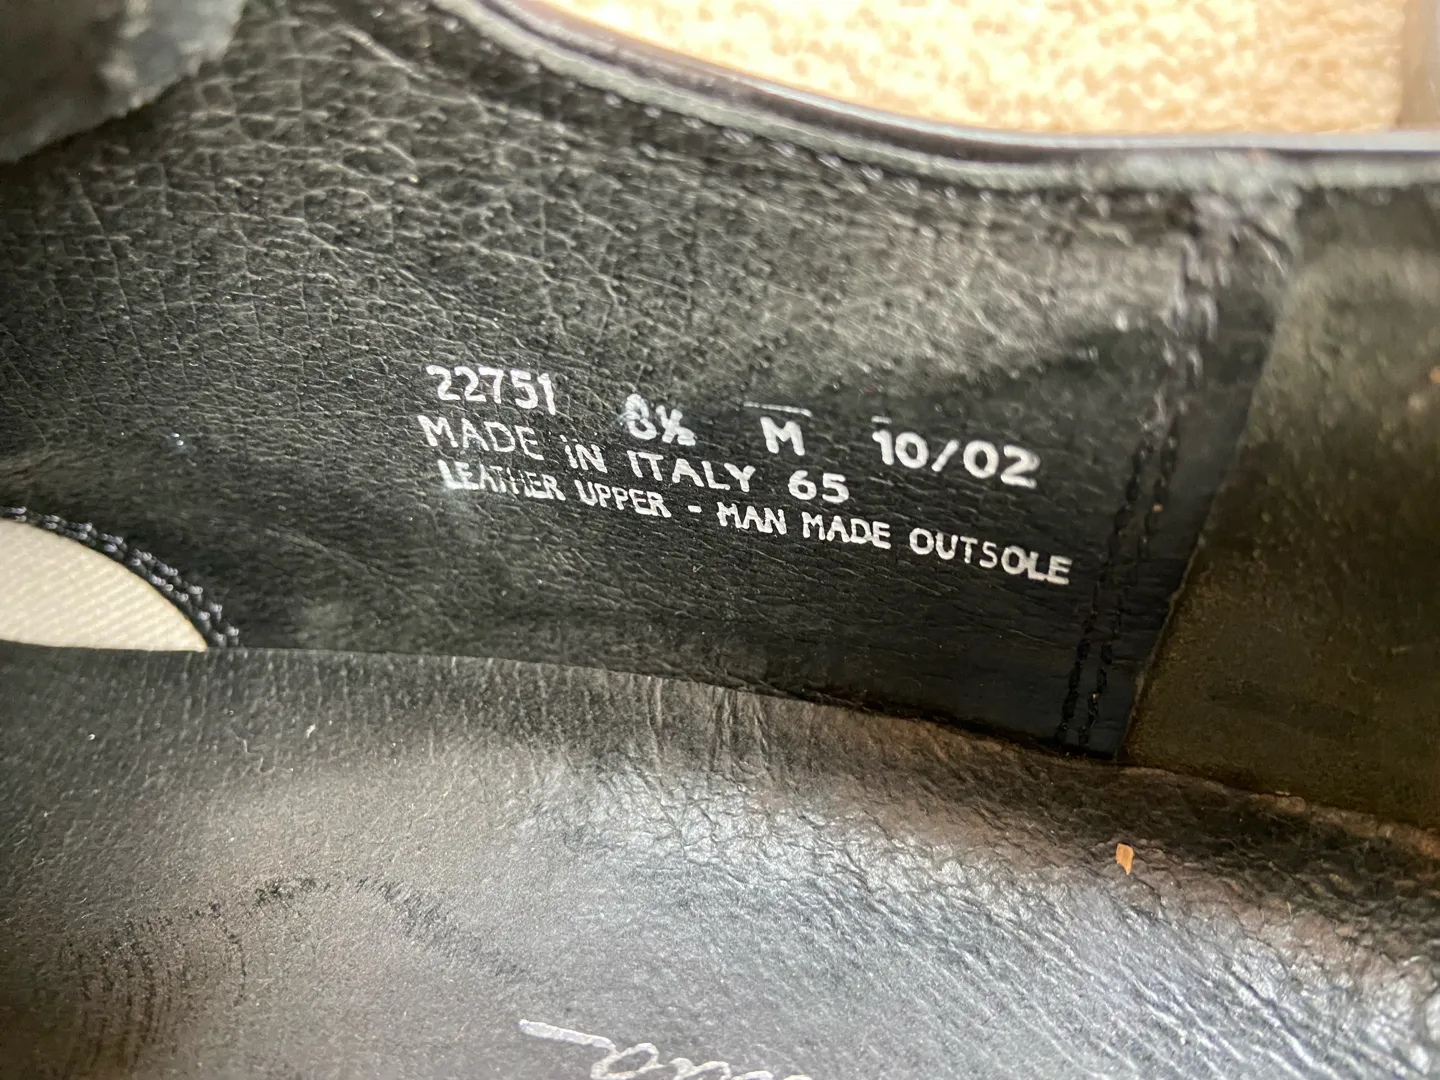 22751 8½ M 10/02
MADE iN ITALY 65
LEATHER UPPER - MAN MADE OUTSOLE